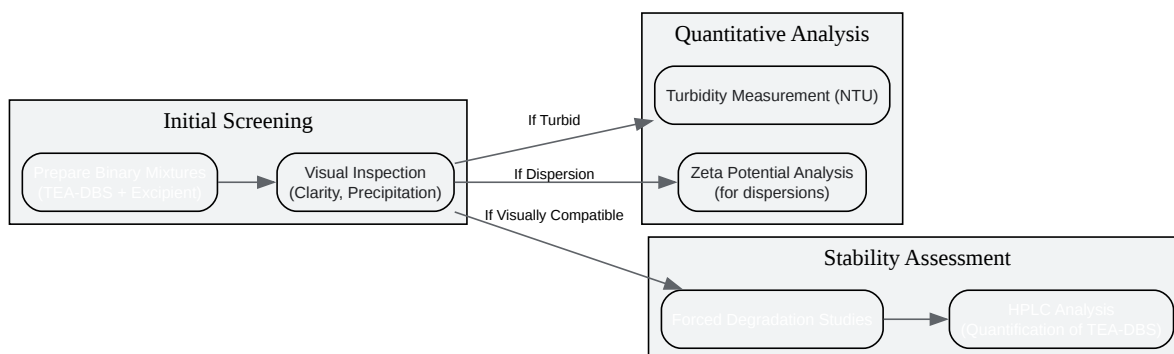 Quantitative Analysis
Turbidity Measurement (NTU)
Initial Screening
If Turbid
Prepare Binary Mixtures
(TEA-DBS + Excipient)
Visual Inspection
(Clarity, Precipitation)
If Dispersion
Zeta Potential Analysis
(for dispersions)
If Visually Compatible
Stability Assessment
Forced Degradation Studies
HPLC Analysis
(Quantification of TEA-DBS)